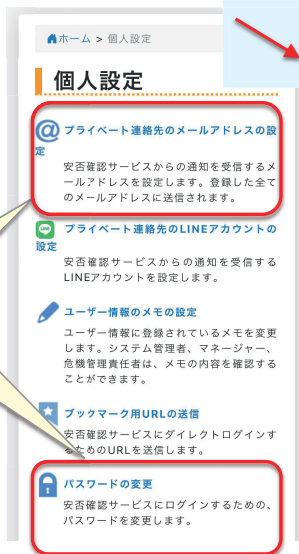 ホーム > 個人設定
個人設定
プライベート連絡先のメールアドレスの設
定
安否確認サービスからの通知を受信するメ
ールアドレスを設定します。登録した全て
のメールアドレスに送信されます。
プライベート連絡先のLINEアカウントの
設定
安否確認サービスからの通知を受信する
LINEアカウントを設定します。
ユーザー情報のメモの設定
ユーザー情報に登録されているメモを変更
します。システム管理者、マネージャー、
危機管理責任者は、メモの内容を確認する
ことができます。
ブックマーク用URLの送信
安否確認サービスにダイレクトログインす
るためのURLを送信します。
パスワードの変更
安否確認サービスにログインするための、
パスワードを変更します。